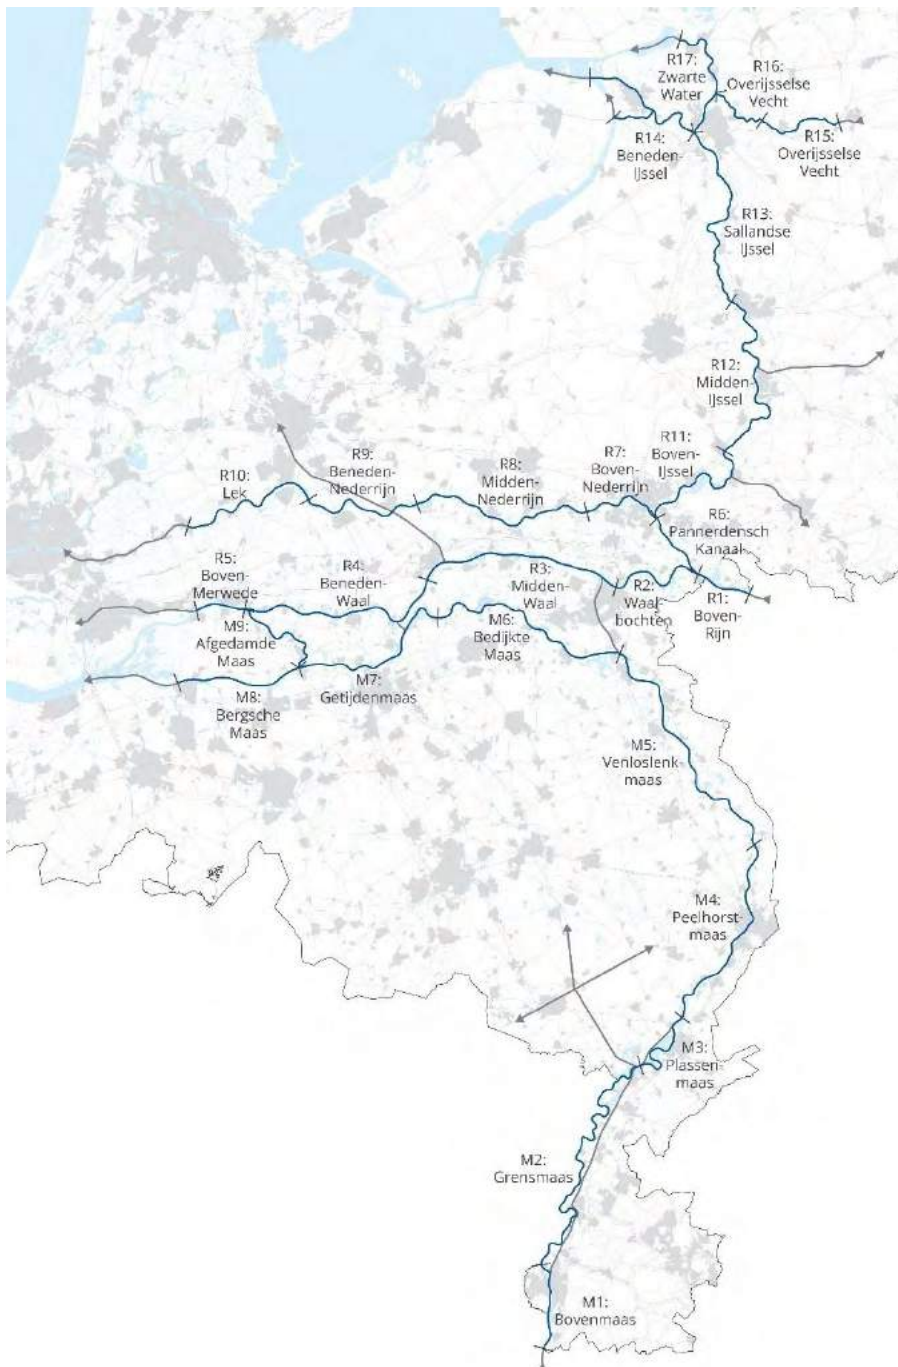 R17:
Zwarte
Water
R16:
Overijsselse
Vecht
R14:
Beneden-
IJssel
R15:
Overijsselse
Vecht
R13:
Sallandse
IJssel
R12:
Midden-
IJssel
R11:
Boven-
IJssel
R10:
Lek
R9:
Beneden-
Nederrijn
R8:
Midden-
Nederrijn
R7:
Boven-
Nederrijn
R6:
Pannerdensch
Kanaal
R5:
Boven-
Merwede
R4:
Beneden-
Waal
R3:
Midden-
Waal
R2:
Waal-
bochten
R1:
Boven-
Rijn
M9:
Afgedamde
Maas
M8:
Bergsche
Maas
M7:
Getijdenmaas
M6:
Bedijkte
Maas
M5:
Venloslenk-
maas
M4:
Peelhorst-
maas
M3:
Plassen-
maas
M2:
Grensmaas
M1:
Bovenmaas